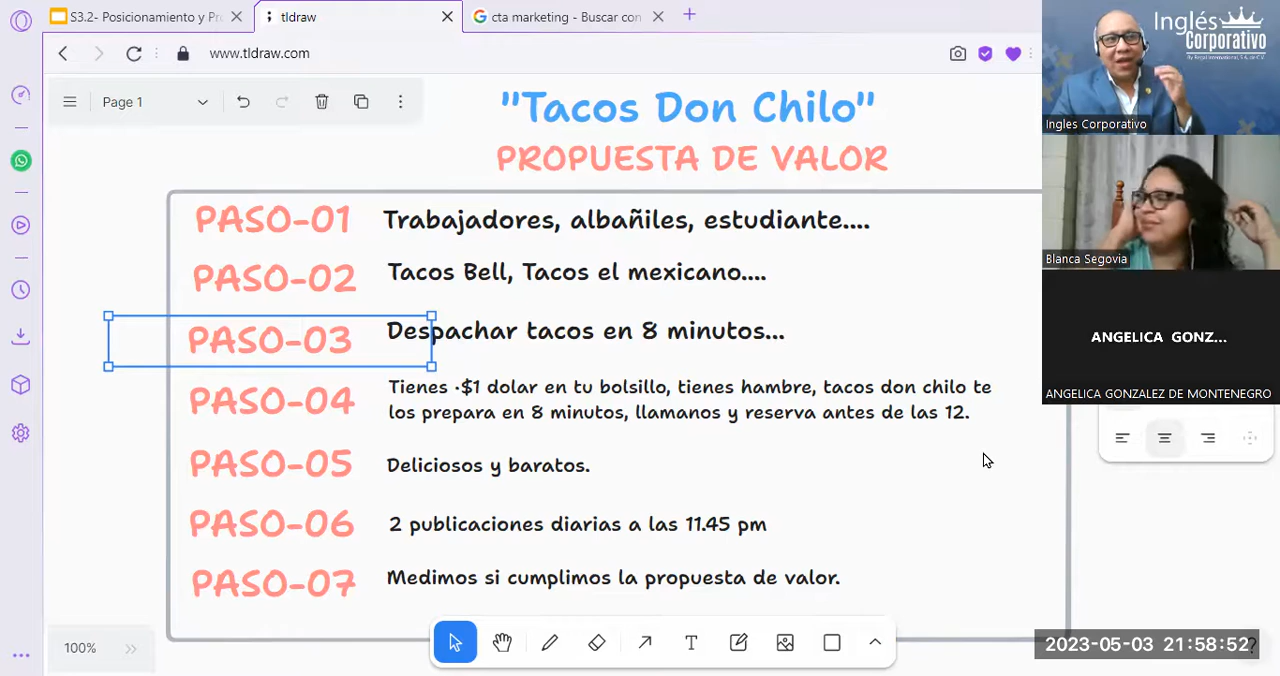 S3.2- Posicionamiento y Pr
tldraw
cta marketing - Buscar con
www.tldraw.com
Page 1
"Tacos Don Chilo"
PROPUESTA DE VALOR
PASO-01 Trabajadores, albañiles, estudiante....
PASO-02 Tacos Bell, Tacos el mexicano....
PASO-03 Despachar tacos en 8 minutos...
PASO-04 Tienes ·$1 dolar en tu bolsillo, tienes hambre, tacos don chilo te
los prepara en 8 minutos, llamanos y reserva antes de las 12.
PASO-05 Deliciosos y baratos.
PASO-06 2 publicaciones diarias a las 11.45 pm
PASO-07 Medimos si cumplimos la propuesta de valor.
100%
Inglés
Corporativo
By Regal International, S.A. de C.V.
Ingles Corporativo
Blanca Segovia
ANGELICA GONZ...
ANGELICA GONZALEZ DE MONTENEGRO
2023-05-03 21:58:52